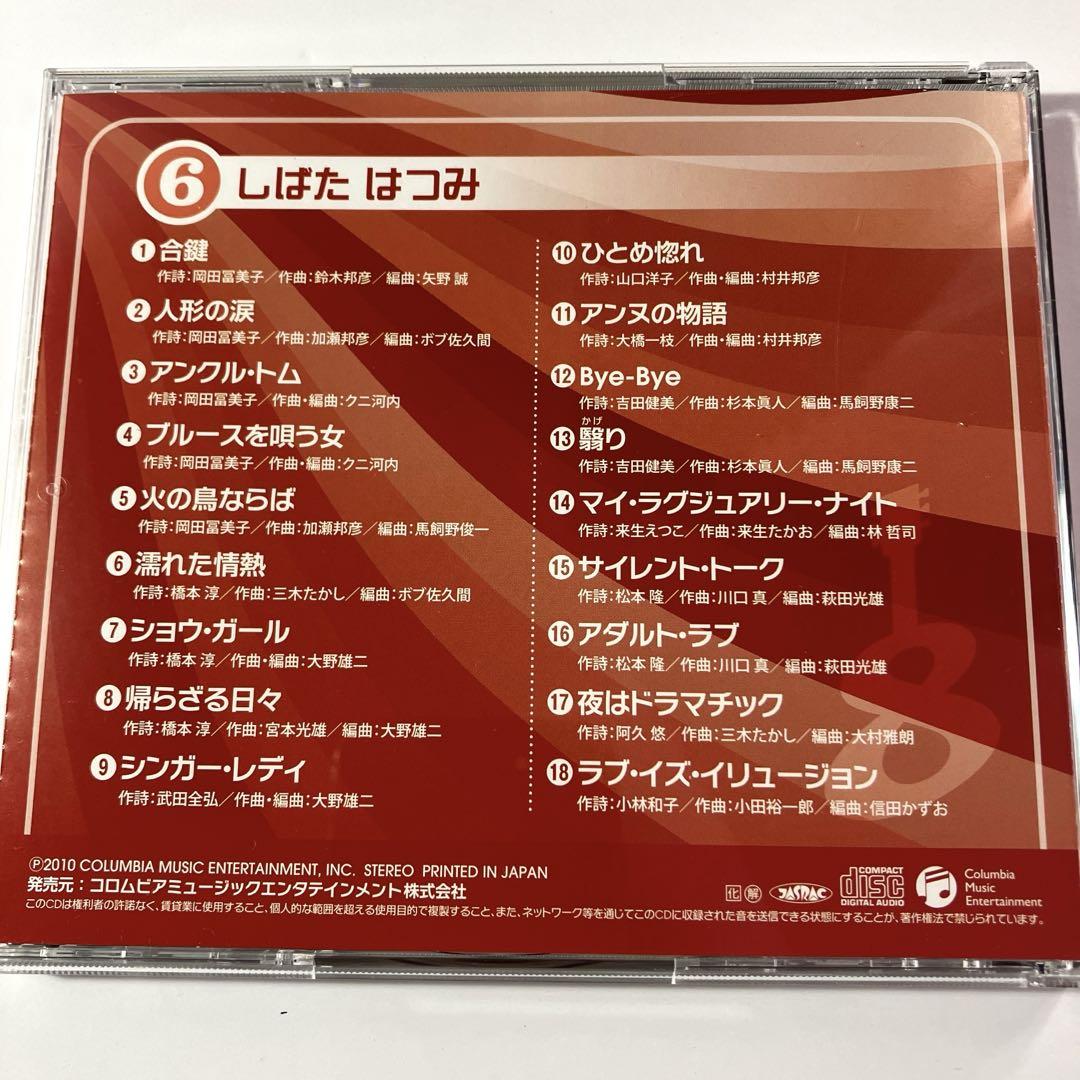 6 しばた はつみ
1 合鍵
作詩：岡田冨美子／作曲：鈴木邦彦／編曲：矢野 誠
2 人形の涙
作詩：岡田冨美子／作曲：加瀬邦彦／編曲：ボブ佐久間
3 アンクル・トム
作詩：岡田冨美子／作曲・編曲：クニ河内
4 ブルースを唄う女
作詩：岡田冨美子／作曲・編曲：クニ河内
5 火の鳥ならば
作詩：岡田冨美子／作曲：加瀬邦彦／編曲：馬飼野俊一
6 濡れた情熱
作詩：橋本 淳／作曲：三木たかし／編曲：ボブ佐久間
7 ショウ・ガール
作詩：橋本 淳／作曲・編曲：大野雄二
8 帰らざる日々
作詩：橋本 淳／作曲：宮本光雄／編曲：大野雄二
9 シンガー・レディ
作詩：武田全弘／作曲・編曲：大野雄二
10 ひとめ惚れ
作詩：山口洋子／作曲・編曲：村井邦彦
11 アンヌの物語
作詩：大橋一枝／作曲・編曲：村井邦彦
12 Bye-Bye
作詩：吉田健美／作曲：杉本眞人／編曲：馬飼野康二
かげ
13 翳り
作詩：吉田健美／作曲：杉本眞人／編曲：馬飼野康二
14 マイ・ラグジュアリー・ナイト
作詩：来生えつこ／作曲：来生たかお／編曲：林 哲司
15 サイレント・トーク
作詩：松本 隆／作曲：川口 真／編曲：萩田光雄
16 アダルト・ラブ
作詩：松本 隆／作曲：川口 真／編曲：萩田光雄
17 夜はドラマチック
作詩：阿久 悠／作曲：三木たかし／編曲：大村雅朗
18 ラブ・イズ・イリュージョン
作詩：小林和子／作曲：小田裕一郎／編曲：信田かずお
℗2010 COLUMBIA MUSIC ENTERTAINMENT, INC. STEREO PRINTED IN JAPAN
発売元：コロムビアミュージックエンタテインメント株式会社
このCDは権利者の許諾なく、賃貸業に使用すること、個人的な範囲を超える使用目的で複製すること、また、ネットワーク等を通じてこのCDに収録された音を送信できる状態にすることが、著作権法で禁じられています。
化 解
JASRAC
COMPACT
disc
DIGITAL AUDIO
Columbia
Music
Entertainment